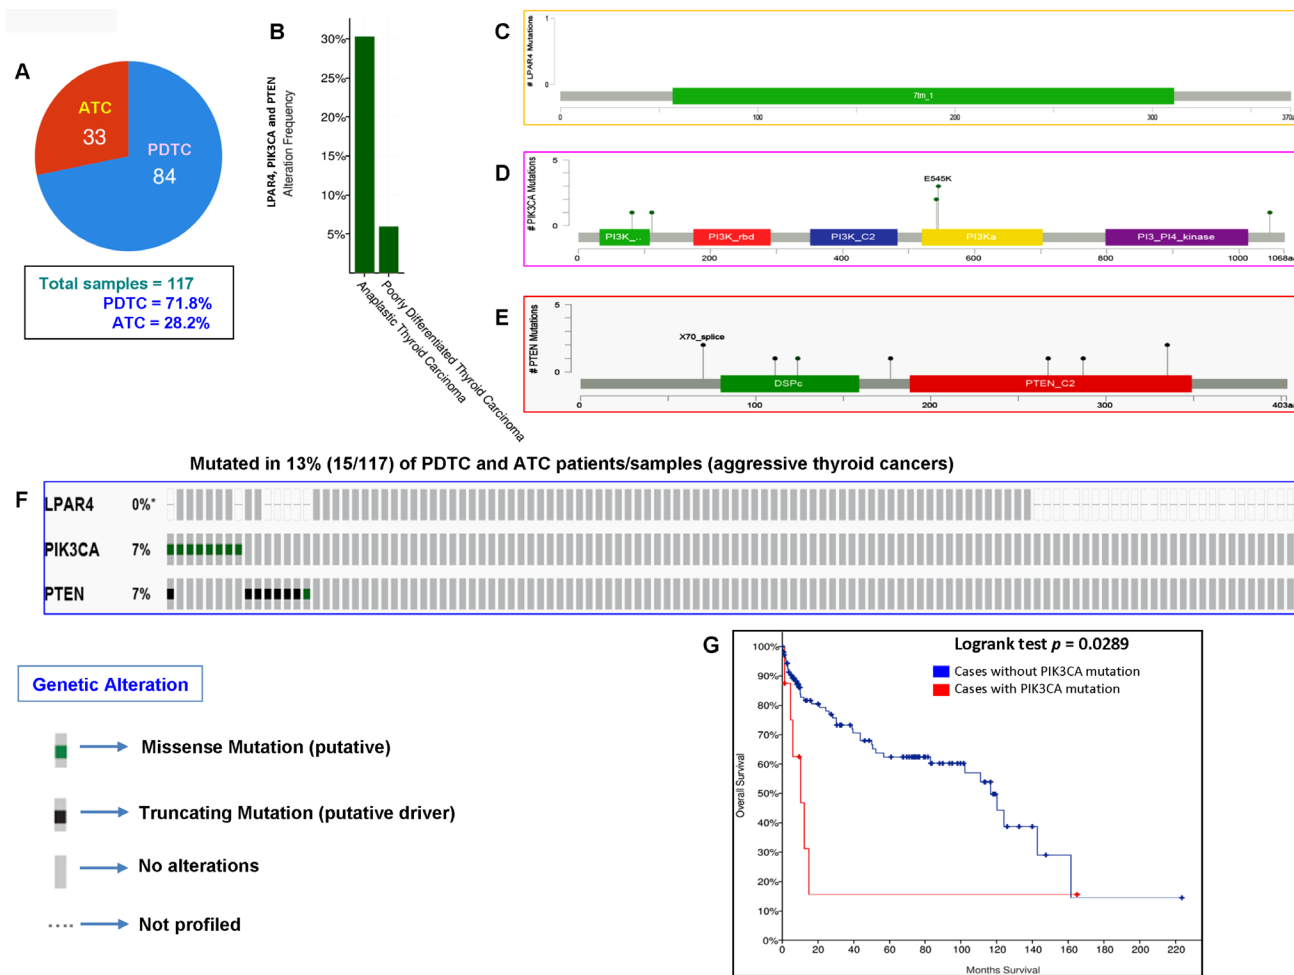 A
ATC
33
PDTC
84
Total samples = 117
PDTC = 71.8%
ATC = 28.2%
B
LPAR4, PIK3CA and PTEN
Alteration Frequency
30%
25%
20%
15%
10%
5%
Anaplastic Thyroid Carcinoma
Poorly Differentiated Thyroid Carcinoma
C
# LPAR4 Mutations
1
0
7tm_1
0 100 200 300 370a
D
# PIK3CA Mutations
5
0
E545K
PI3K_.. PI3K_rbd PI3K_C2 PI3Ka PI3_PI4_kinase
0 200 400 600 800 1000 1068aa
E
# PTEN Mutations
5
0
X70_splice
DSPc PTEN_C2
0 100 200 300 403aa
Mutated in 13% (15/117) of PDTC and ATC patients/samples (aggressive thyroid cancers)
F
LPAR4 0%*
PIK3CA 7%
PTEN 7%
Genetic Alteration
Missense Mutation (putative)
Truncating Mutation (putative driver)
No alterations
Not profiled
G
Logrank test p = 0.0289
Cases without PIK3CA mutation
Cases with PIK3CA mutation
Overall Survival
100%
90%
80%
70%
60%
50%
40%
30%
20%
10%
0%
0 20 40 60 80 100 120 140 160 180 200 220
Months Survival